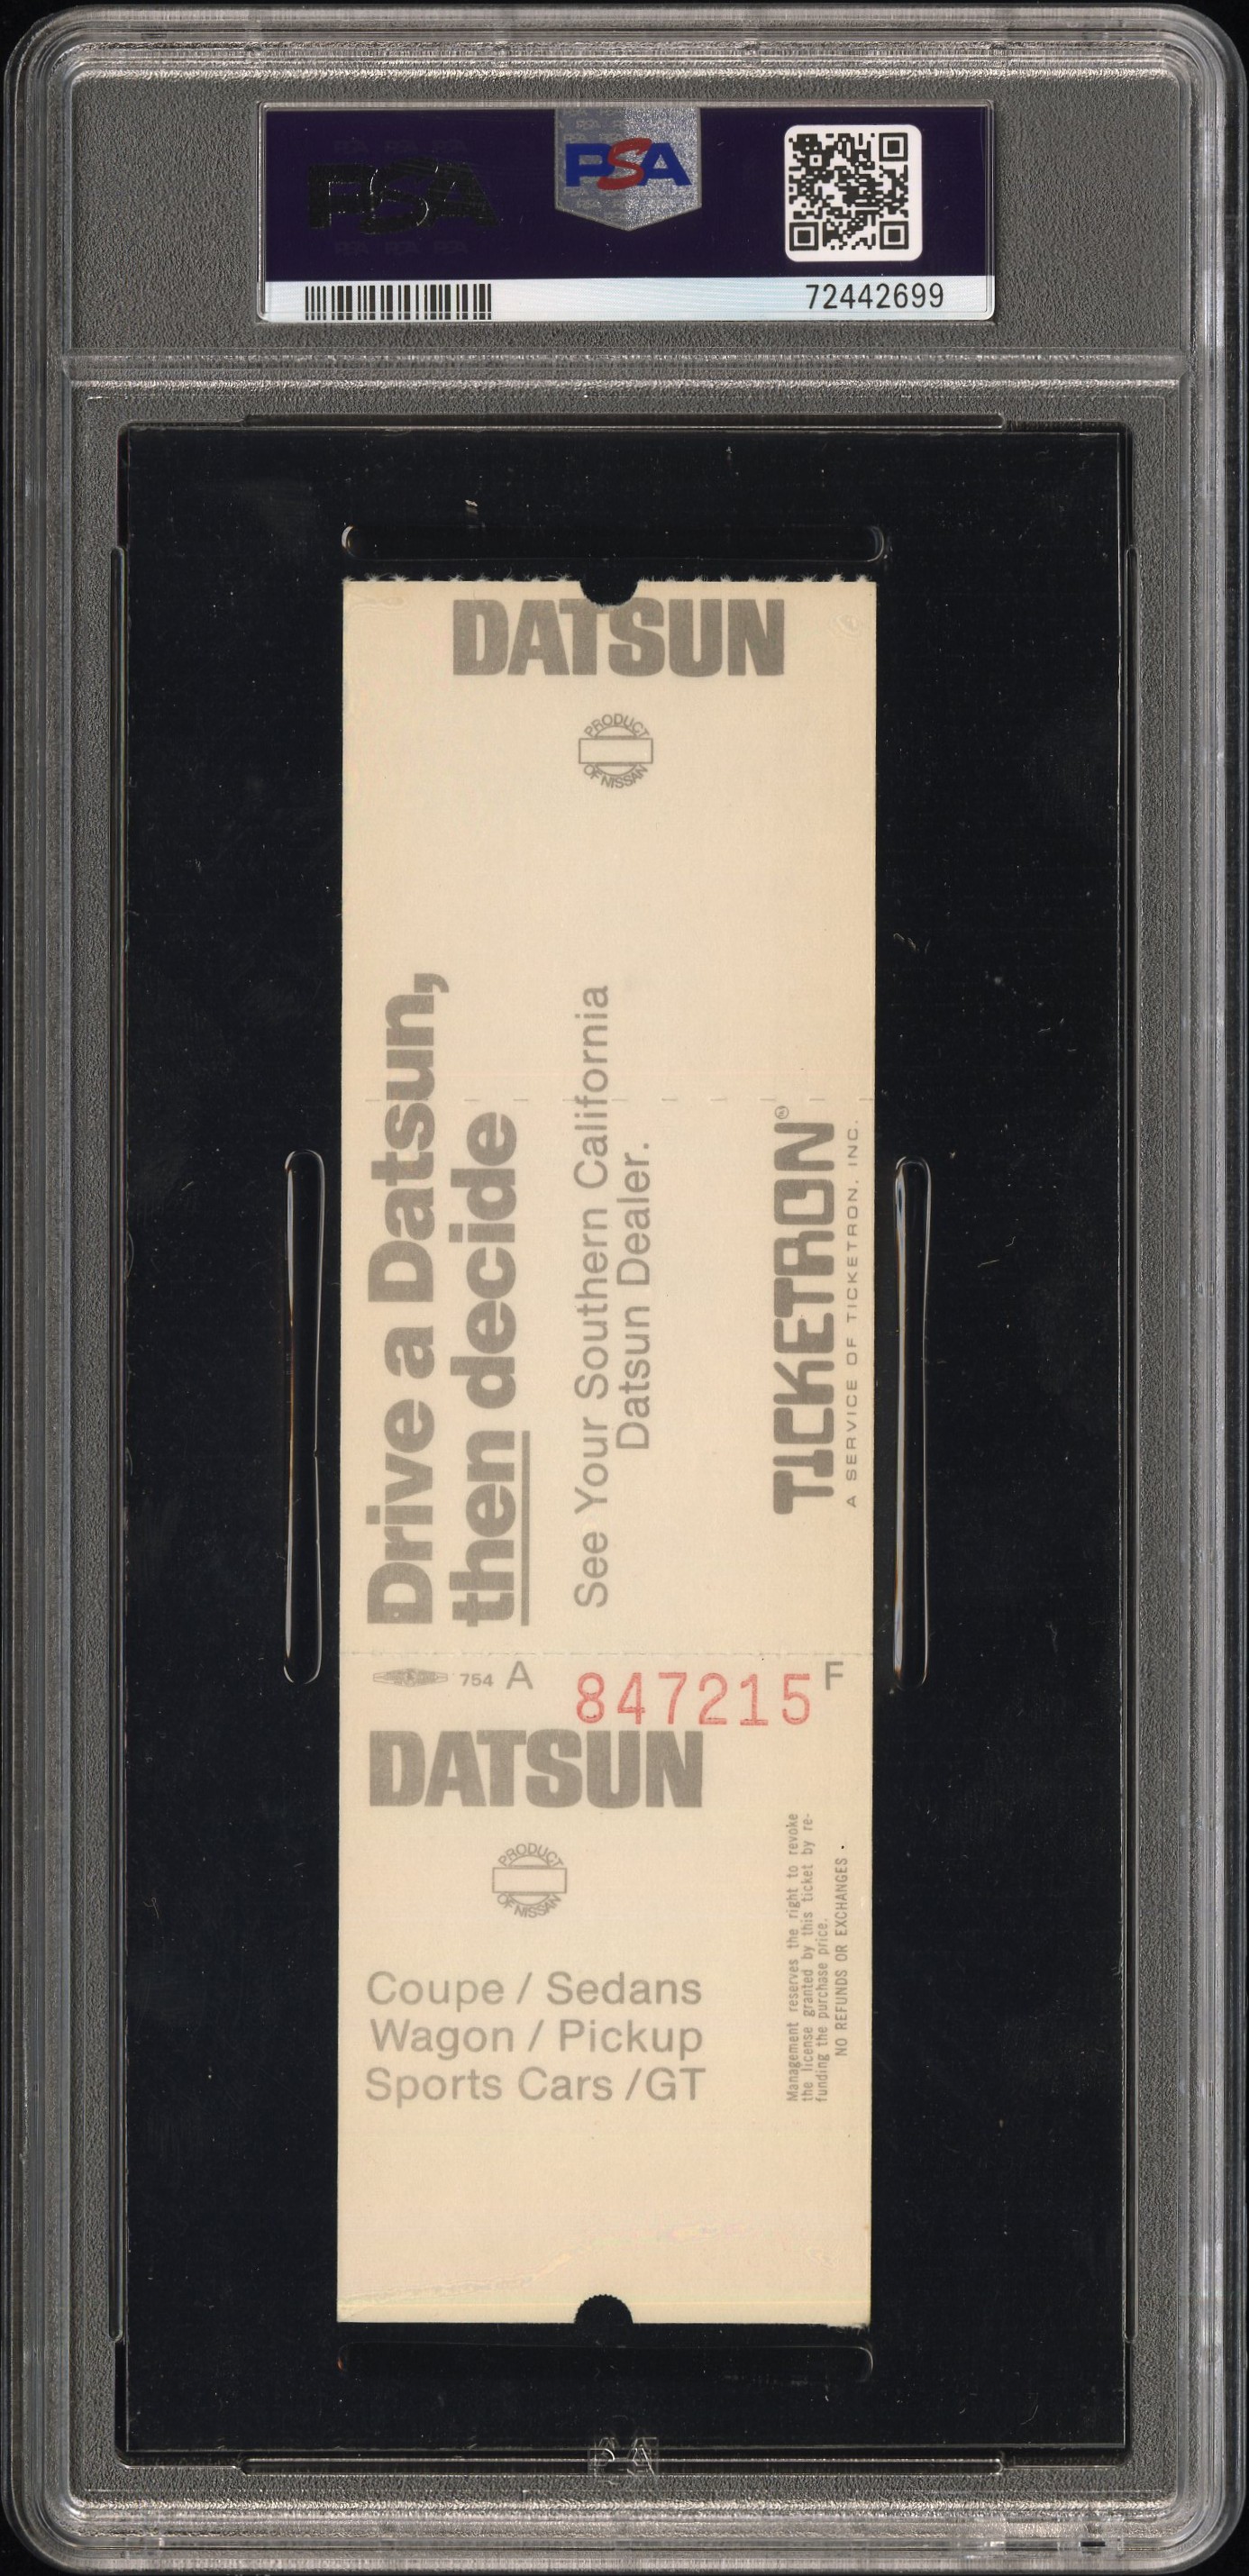 PSA
PSA
72442699
DATSUN
PRODUCT
OF NISSAN
Drive a Datsun,
then decide
See Your Southern California
Datsun Dealer.
TICKETRON®
A SERVICE OF TICKETRON, INC.
754 A 847215 F
DATSUN
PRODUCT
OF NISSAN
Coupe / Sedans
Wagon / Pickup
Sports Cars /GT
Management reserves the right to revoke
the license granted by this ticket by re-
funding the purchase price.
NO REFUNDS OR EXCHANGES .
PSA